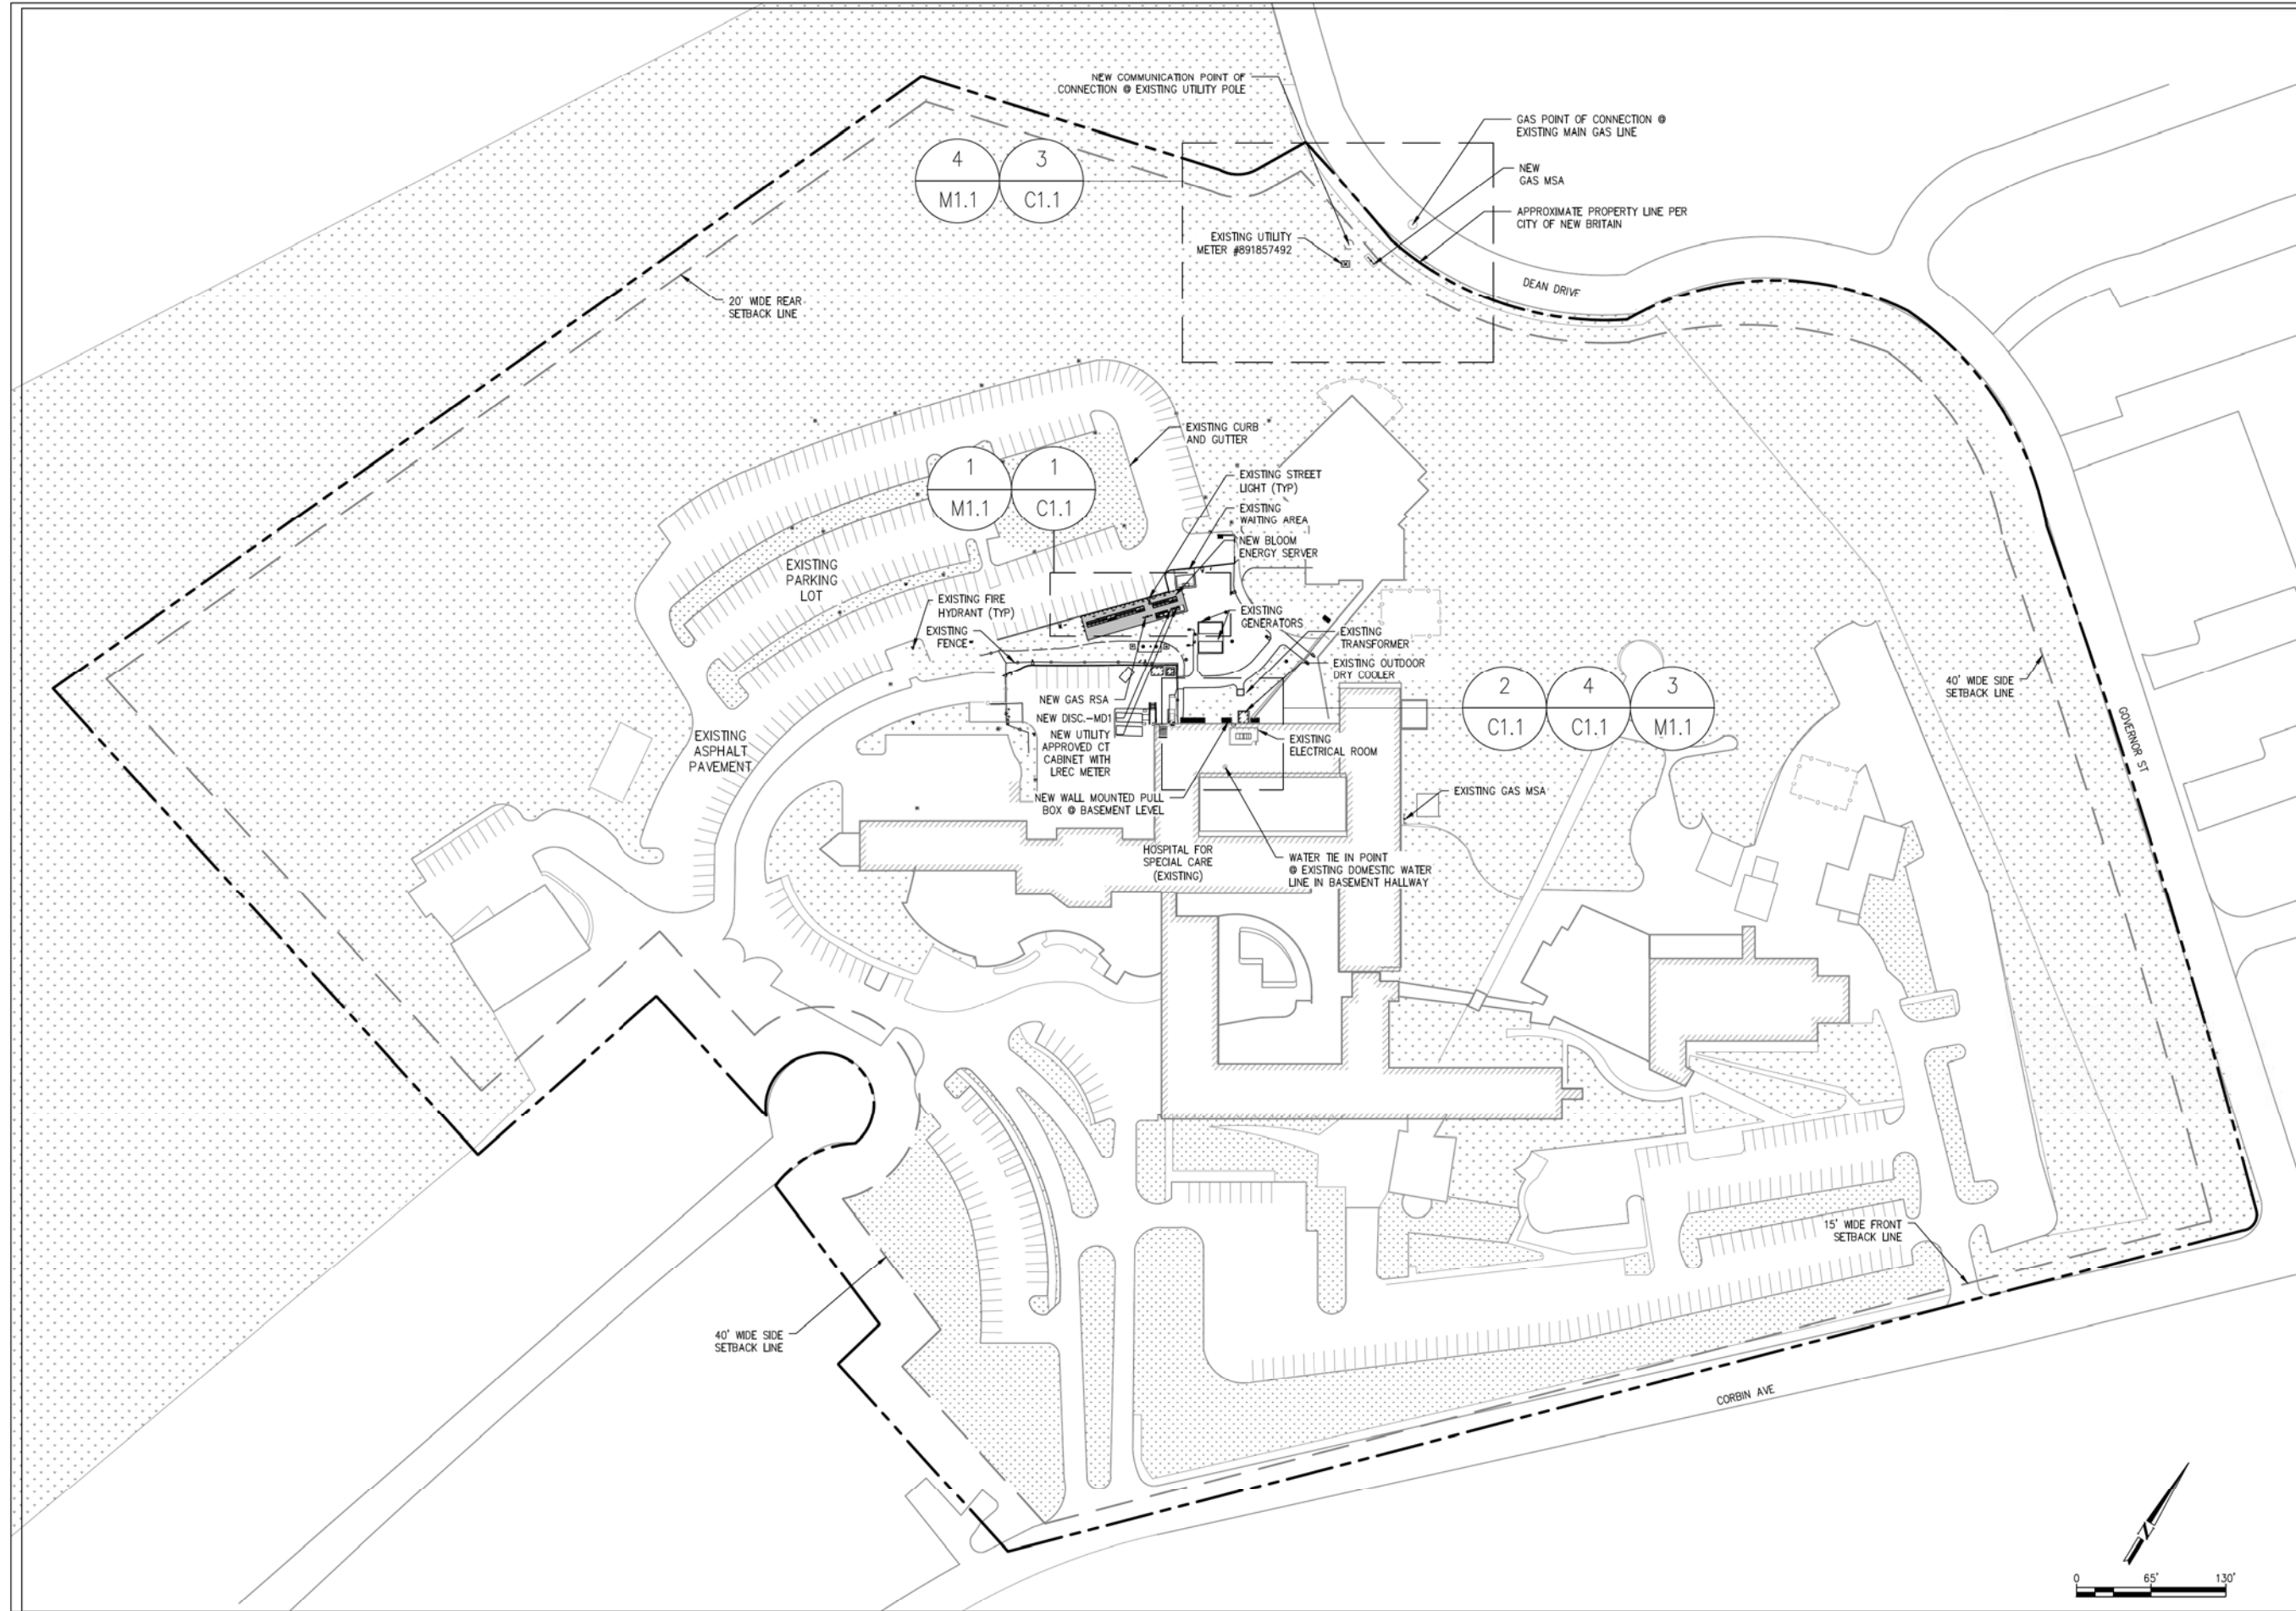 NEW COMMUNICATION POINT OF
CONNECTION @ EXISTING UTILITY POLE
GAS POINT OF CONNECTION @
EXISTING MAIN GAS LINE
4
M1.1
3
C1.1
NEW
GAS MSA
APPROXIMATE PROPERTY LINE PER
CITY OF NEW BRITAIN
EXISTING UTILITY
METER #891857492
DEAN DRIVE
20' WIDE REAR
SETBACK LINE
EXISTING CURB
AND GUTTER
1
M1.1
1
C1.1
EXISTING STREET
LIGHT (TYP)
EXISTING
WAITING AREA
NEW BLOOM
ENERGY SERVER
EXISTING
PARKING
LOT
EXISTING FIRE
HYDRANT (TYP)
EXISTING
FENCE
EXISTING
GENERATORS
EXISTING
TRANSFORMER
EXISTING OUTDOOR
DRY COOLER
2
C1.1
4
C1.1
3
M1.1
40' WIDE SIDE
SETBACK LINE
GOVERNOR ST
NEW GAS RSA
NEW DISC.-MD1
NEW UTILITY
APPROVED CT
CABINET WITH
LREC METER
EXISTING
ASPHALT
PAVEMENT
EXISTING
ELECTRICAL ROOM
NEW WALL MOUNTED PULL
BOX @ BASEMENT LEVEL
EXISTING GAS MSA
HOSPITAL FOR
SPECIAL CARE
(EXISTING)
WATER TIE IN POINT
@ EXISTING DOMESTIC WATER
LINE IN BASEMENT HALLWAY
15' WIDE FRONT
SETBACK LINE
40' WIDE SIDE
SETBACK LINE
CORBIN AVE
N
0 65' 130'